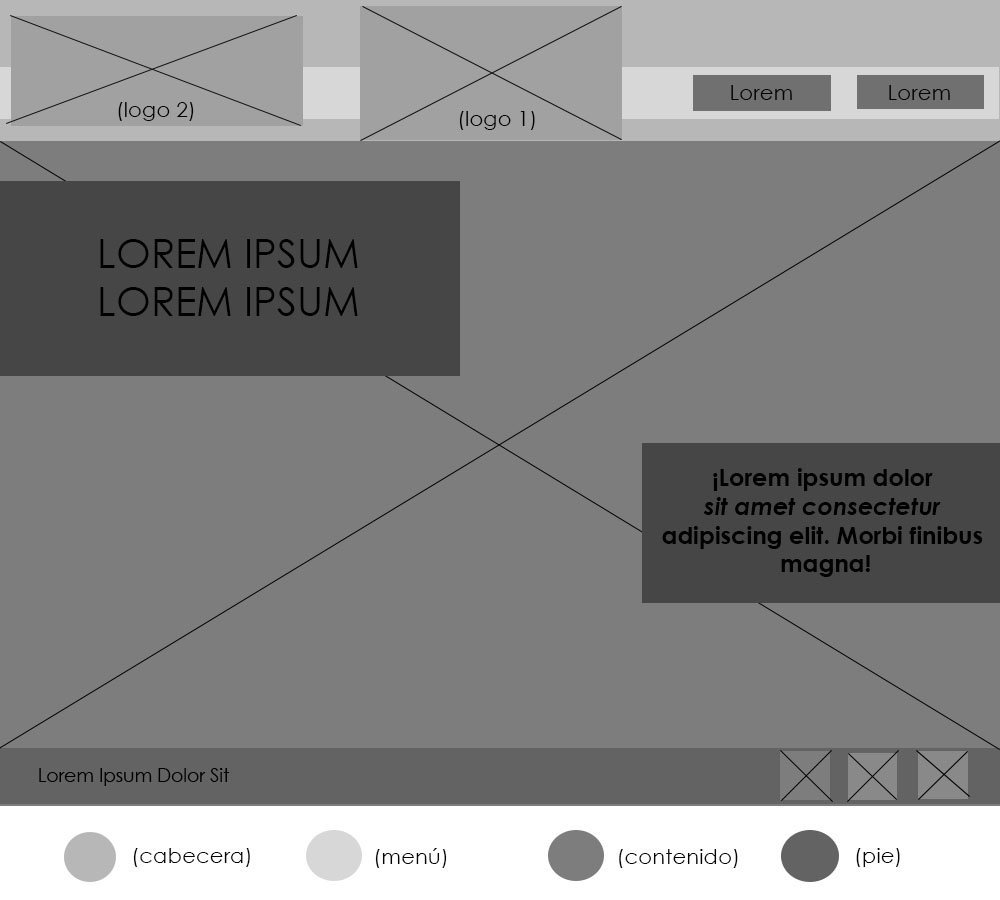 (logo 2)
(logo 1)
Lorem
Lorem
LOREM IPSUM
LOREM IPSUM
¡Lorem ipsum dolor
sit amet consectetur
adipiscing elit. Morbi finibus
magna!
Lorem Ipsum Dolor Sit
(cabecera)
(menú)
(contenido)
(pie)